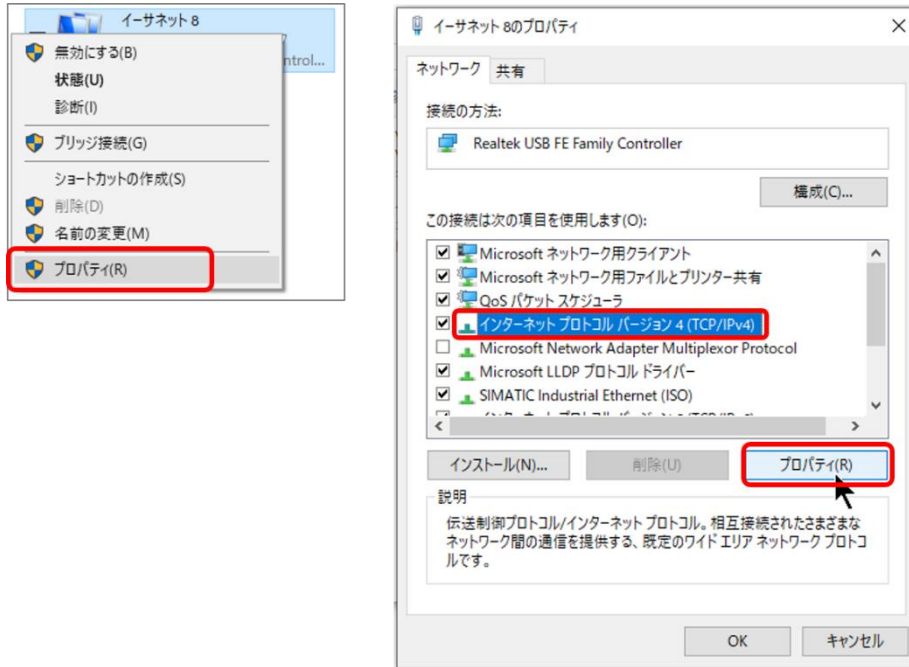 イーサネット 8
ntrol...
無効にする(B)
状態(U)
診断(I)
ブリッジ接続(G)
ショートカットの作成(S)
削除(D)
名前の変更(M)
プロパティ(R)
イーサネット 8のプロパティ
ネットワーク 共有
接続の方法:
Realtek USB FE Family Controller
構成(C)...
この接続は次の項目を使用します(O):
Microsoft ネットワーク用クライアント
Microsoft ネットワーク用ファイルとプリンター共有
QoS パケット スケジューラ
インターネット プロトコル バージョン 4 (TCP/IPv4)
Microsoft Network Adapter Multiplexor Protocol
Microsoft LLDP プロトコル ドライバー
SIMATIC Industrial Ethernet (ISO)
インストール(N)... 削除(U) プロパティ(R)
説明
伝送制御プロトコル/インターネット プロトコル。相互接続されたさまざまな
ネットワーク間の通信を提供する、既定のワイド エリア ネットワーク プロトコ
ルです。
OK キャンセル